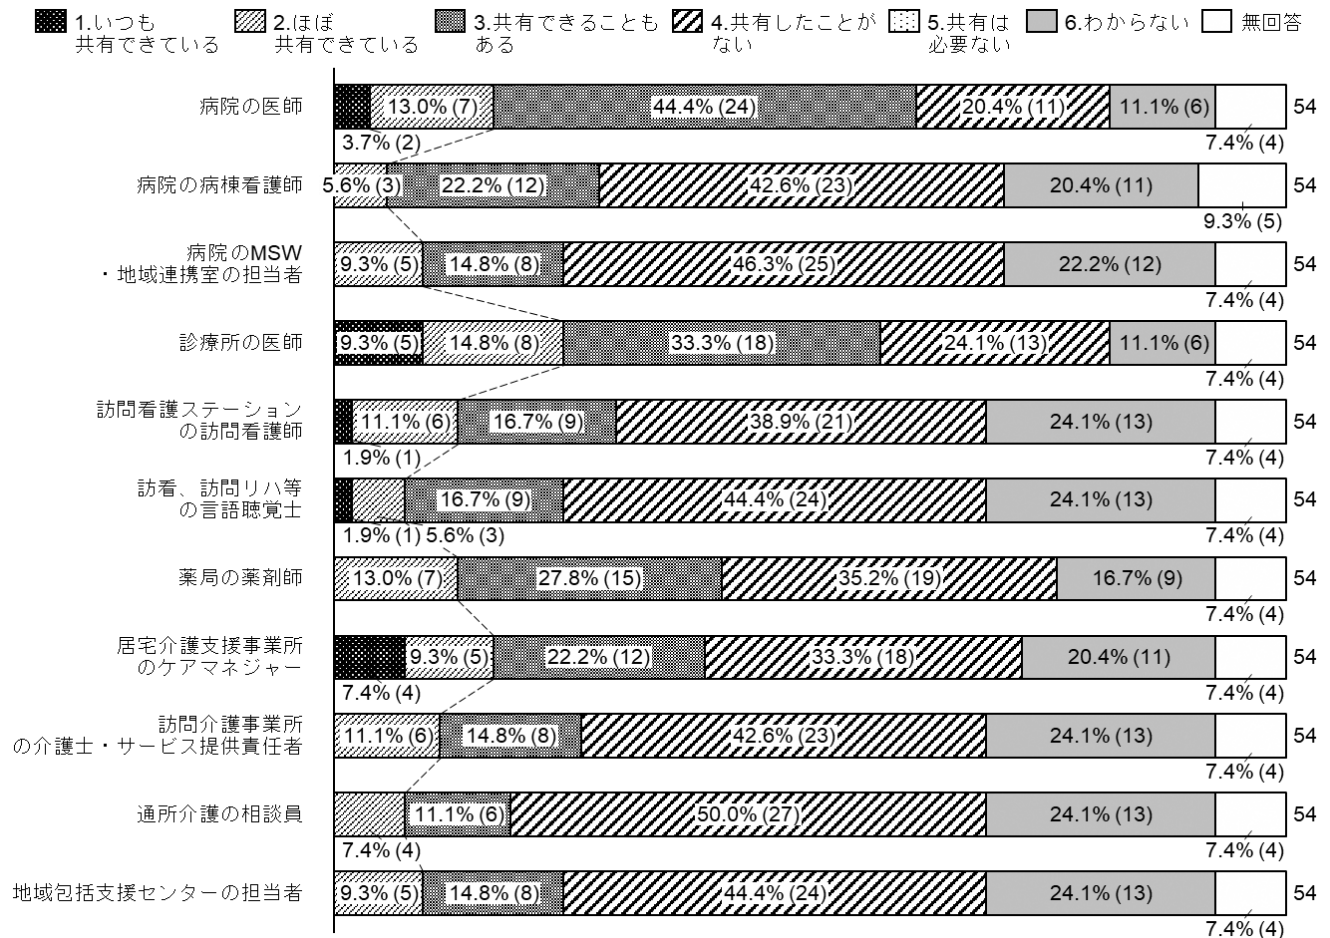 1.いつも
共有できている
2.ほぼ
共有できている
3.共有できることも
ある
4.共有したことが
ない
5.共有は
必要ない
6.わからない
無回答
病院の医師
13.0% (7)
44.4% (24)
20.4% (11)
11.1% (6)
54
3.7% (2)
7.4% (4)
病院の病棟看護師
5.6% (3)
22.2% (12)
42.6% (23)
20.4% (11)
54
9.3% (5)
病院のMSW
・地域連携室の担当者
9.3% (5)
14.8% (8)
46.3% (25)
22.2% (12)
54
7.4% (4)
診療所の医師
9.3% (5)
14.8% (8)
33.3% (18)
24.1% (13)
11.1% (6)
54
7.4% (4)
訪問看護ステーション
の訪問看護師
11.1% (6)
16.7% (9)
38.9% (21)
24.1% (13)
54
1.9% (1)
7.4% (4)
訪看、訪問リハ等
の言語聴覚士
16.7% (9)
44.4% (24)
24.1% (13)
54
1.9% (1)
5.6% (3)
7.4% (4)
薬局の薬剤師
13.0% (7)
27.8% (15)
35.2% (19)
16.7% (9)
54
7.4% (4)
居宅介護支援事業所
のケアマネジャー
9.3% (5)
22.2% (12)
33.3% (18)
20.4% (11)
54
7.4% (4)
7.4% (4)
訪問介護事業所
の介護士・サービス提供責任者
11.1% (6)
14.8% (8)
42.6% (23)
24.1% (13)
54
7.4% (4)
通所介護の相談員
11.1% (6)
50.0% (27)
24.1% (13)
54
7.4% (4)
7.4% (4)
地域包括支援センターの担当者
9.3% (5)
14.8% (8)
44.4% (24)
24.1% (13)
54
7.4% (4)